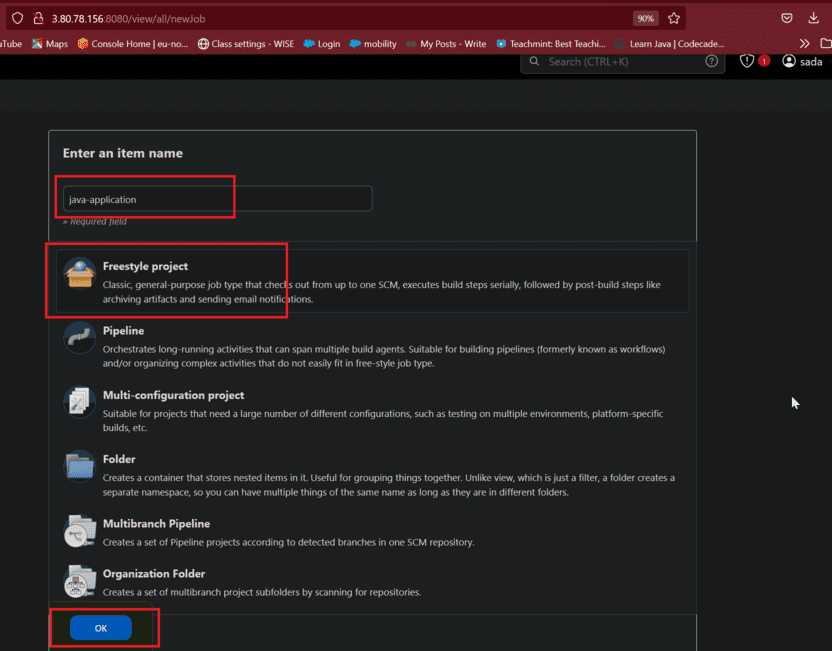 3.80.78.156:8080/view/all/newJob
90%
uTube Maps Console Home | eu-no... Class settings - WISE Login mobility My Posts - Write Teachmint: Best Teachi... Learn Java | Codecade...
Search (CTRL+K) ? 1 sada
Enter an item name
java-application
» Required field
Freestyle project
Classic, general-purpose job type that checks out from up to one SCM, executes build steps serially, followed by post-build steps like
archiving artifacts and sending email notifications.
Pipeline
Orchestrates long-running activities that can span multiple build agents. Suitable for building pipelines (formerly known as workflows)
and/or organizing complex activities that do not easily fit in free-style job type.
Multi-configuration project
Suitable for projects that need a large number of different configurations, such as testing on multiple environments, platform-specific
builds, etc.
Folder
Creates a container that stores nested items in it. Useful for grouping things together. Unlike view, which is just a filter, a folder creates a
separate namespace, so you can have multiple things of the same name as long as they are in different folders.
Multibranch Pipeline
Creates a set of Pipeline projects according to detected branches in one SCM repository.
Organization Folder
Creates a set of multibranch project subfolders by scanning for repositories.
OK